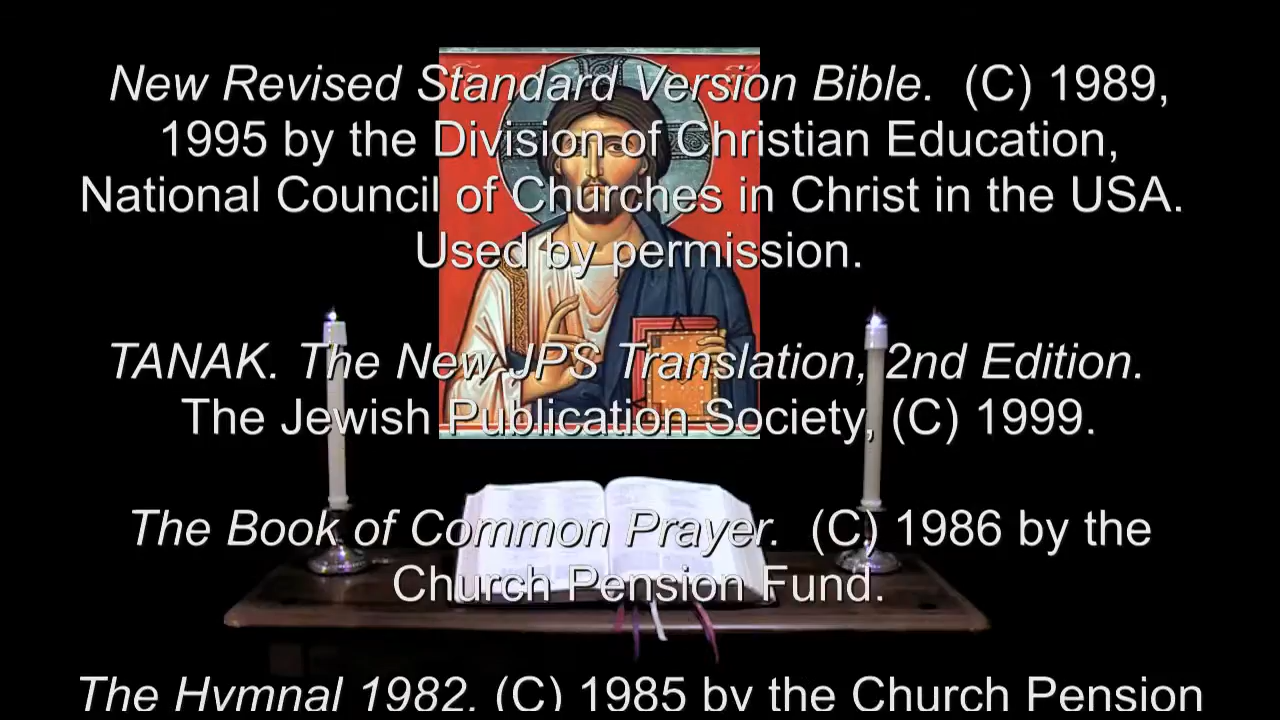 New Revised Standard Version Bible. (C) 1989,
1995 by the Division of Christian Education,
National Council of Churches in Christ in the USA.
Used by permission.
TANAK. The New JPS Translation, 2nd Edition.
The Jewish Publication Society, (C) 1999.
The Book of Common Prayer. (C) 1986 by the
Church Pension Fund.
The Hymnal 1982. (C) 1985 by the Church Pension